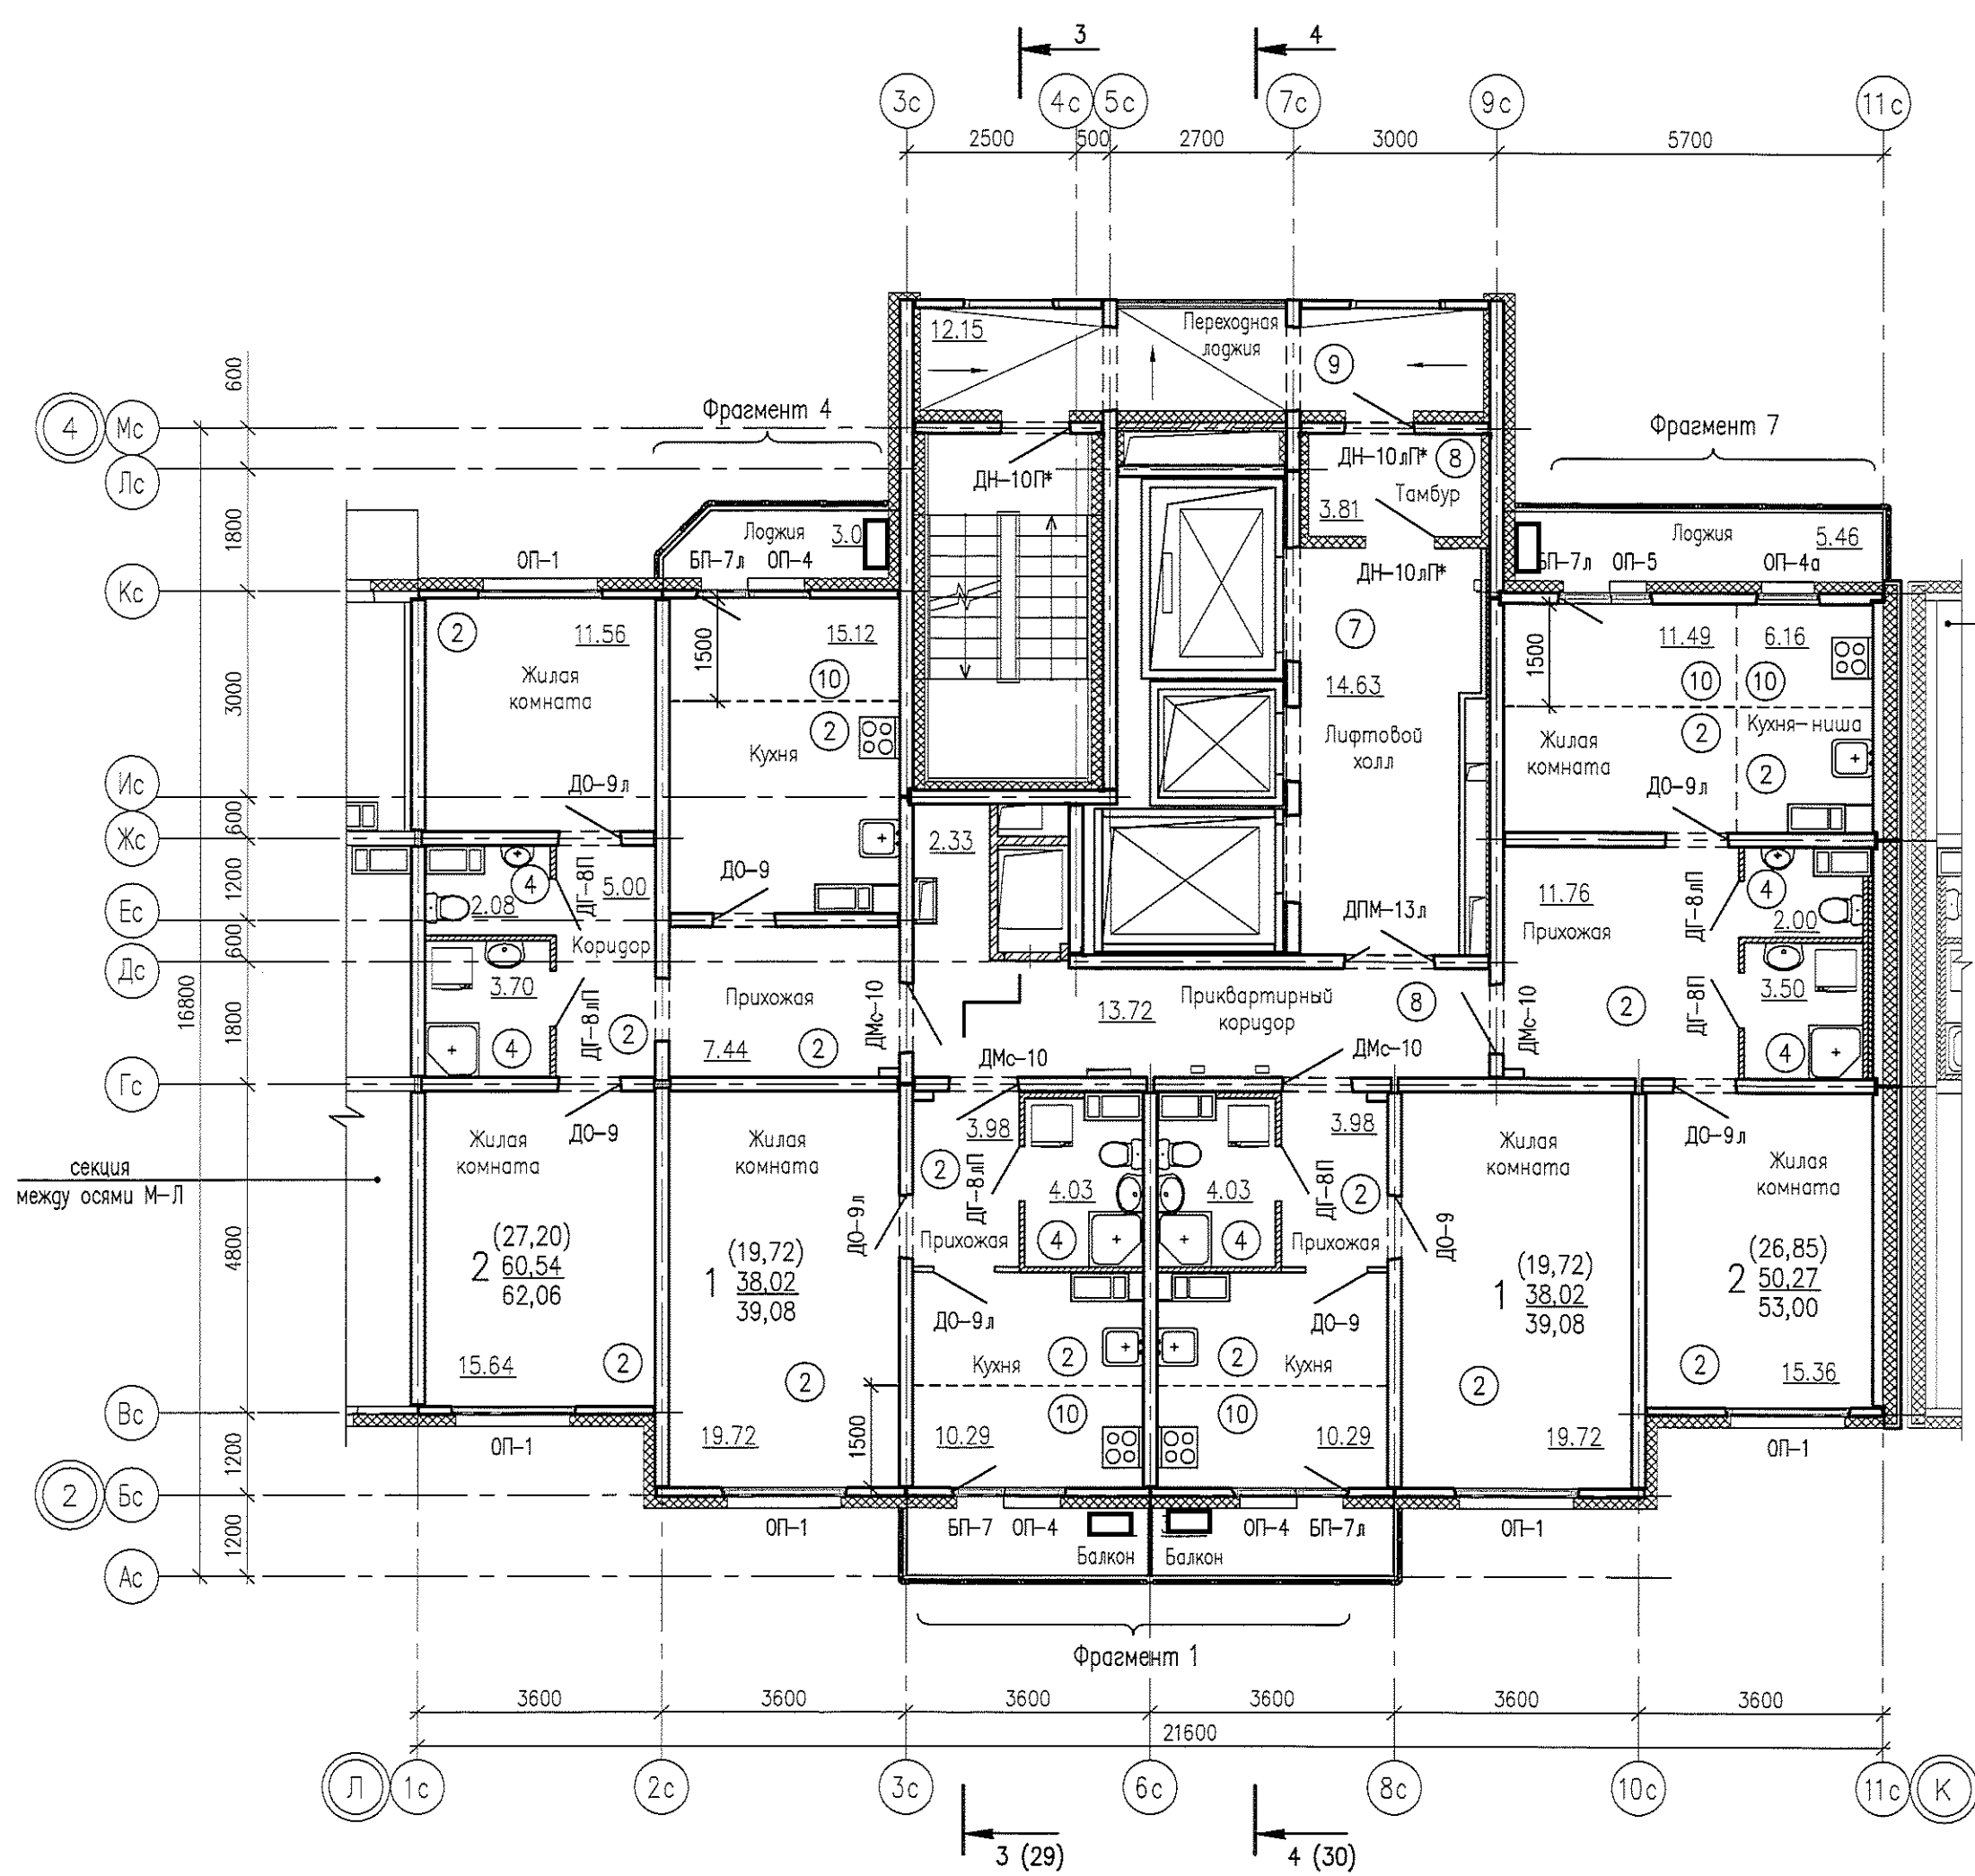 3
4
3с
4с
5с
7с
9с
11с
2500
500
2700
3000
5700
12.15
Переходная
лоджия
9
600
4
Мс
Фрагмент 4
Фрагмент 7
ДН-10П*
ДН-10лП*
8
Тамбур
3.81
Лс
1800
Лоджия
3.0
ОП-1
БП-7л
ОП-4
ДН-10лП*
Лоджия
5.46
БП-7л
ОП-5
ОП-4а
Кс
2
11.56
1500
15.12
7
1500
11.49
6.16
Жилая
комната
10
10
10
3000
14.63
2
Кухня
Лифтовой
холл
Жилая
комната
2
Кухня-ниша
2
Ис
ДО-9л
ДО-9л
600
Жс
2.33
1200
4
ДГ-8П
5.00
ДО-9
4
ДГ-8лП
11.76
2.08
2.00
Ес
ДПМ-13л
Прихожая
Коридор
600
Дс
3.70
Прихожая
ДМс-10
13.72
Приквартирный
коридор
8
ДМс-10
2
ДГ-8П
3.50
16800
1800
4
ДГ-8лП
2
7.44
2
ДМс-10
ДМс-10
4
Гс
Жилая
комната
ДО-9
Жилая
комната
3.98
3.98
Жилая
комната
ДО-9л
Жилая
комната
секция
между осями М-Л
2
ДГ-8лП
4.03
4.03
ДГ-8П
2
4800
ДО-9л
Прихожая
4
4
Прихожая
ДО-9
2
(27,20)
60,54
62,06
1
(19,72)
38,02
39,08
1
(19,72)
38,02
39,08
2
(26,85)
50,27
53,00
ДО-9л
ДО-9
15.64
2
2
Кухня
2
2
Кухня
2
2
15.36
Вс
19.72
1500
10.29
10
10
10.29
19.72
ОП-1
ОП-1
1200
2
Бс
ОП-1
БП-7
ОП-4
ОП-4
БП-7л
ОП-1
1200
Балкон
Балкон
Ас
Фрагмент 1
3600
3600
3600
3600
3600
3600
21600
Л
1с
2с
3с
6с
8с
10с
11с
К
3 (29)
4 (30)